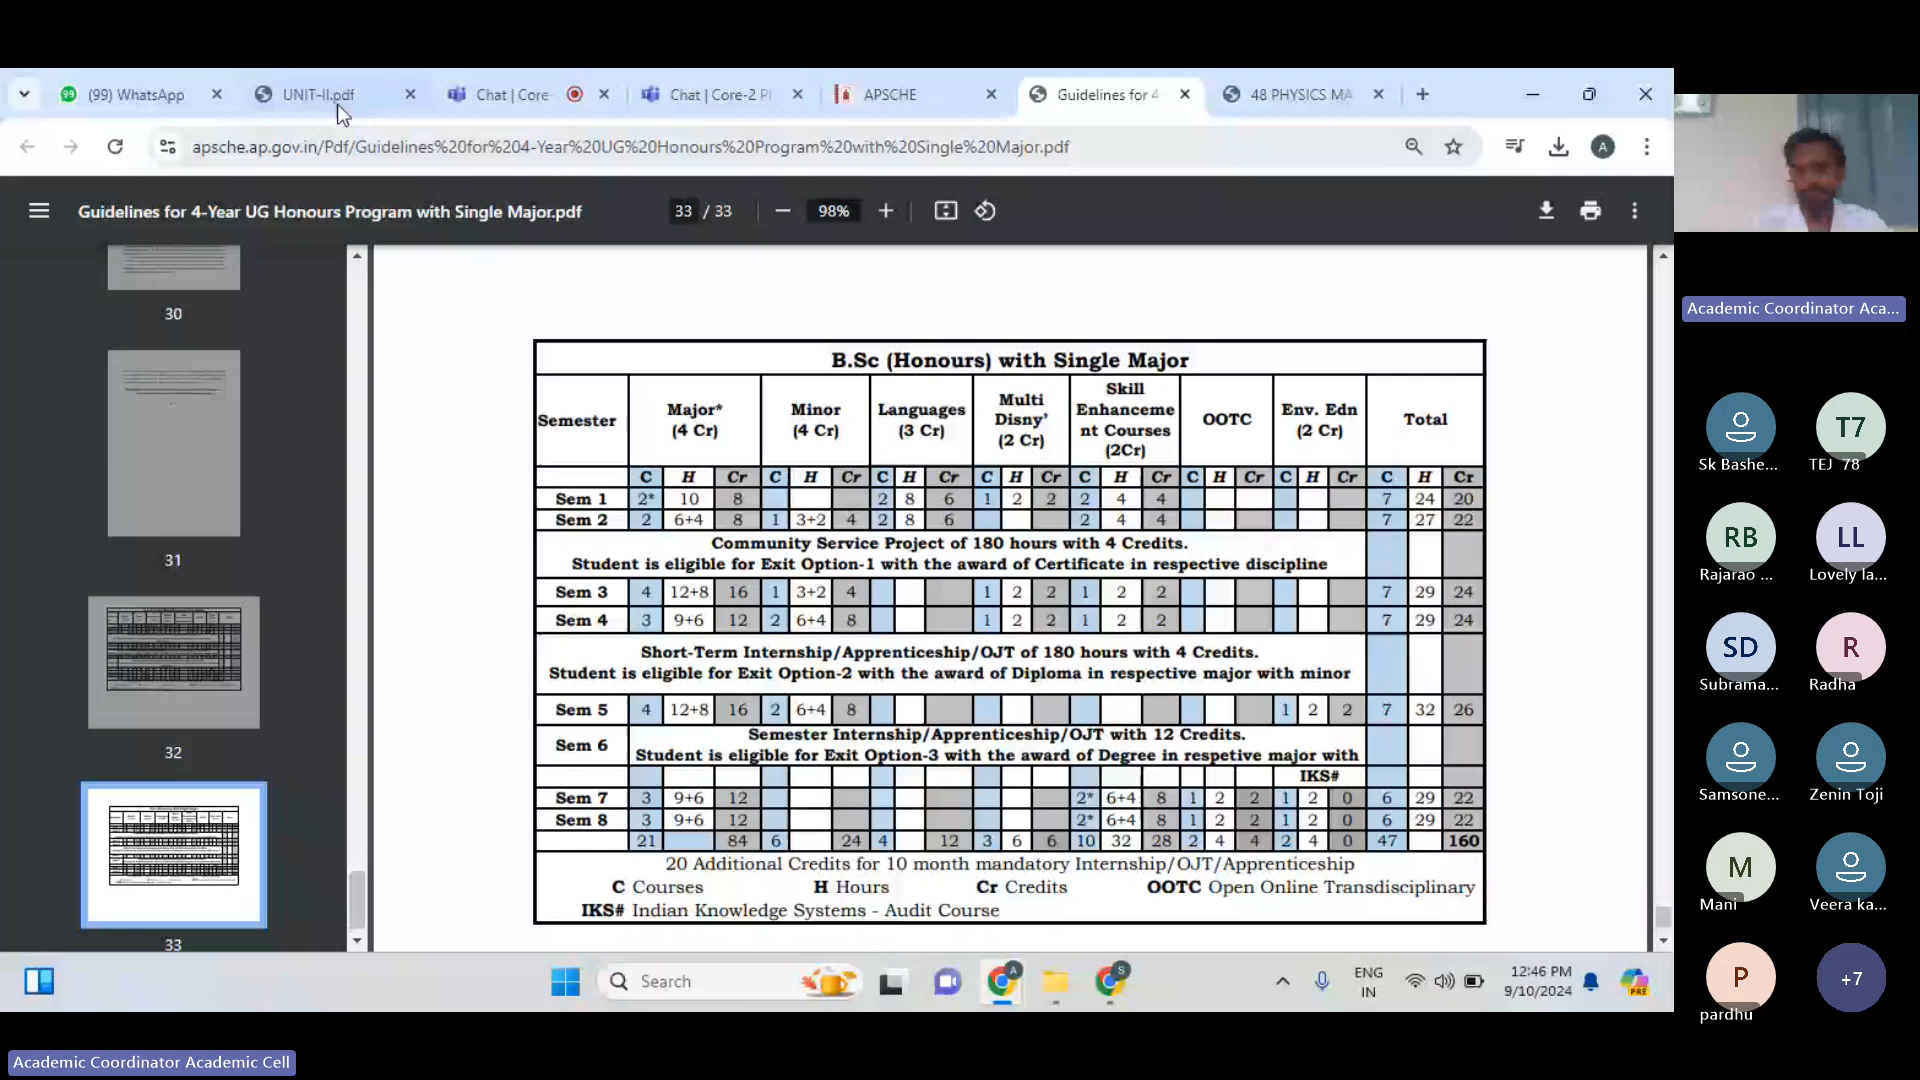 (99) WhatsApp
UNIT-II.pdf
Chat | Core-
Chat | Core-2 P
APSCHE
Guidelines for 4
48 PHYSICS MA
apsche.ap.gov.in/Pdf/Guidelines%20for%204-Year%20UG%20Honours%20Program%20with%20Single%20Major.pdf
A
Guidelines for 4-Year UG Honours Program with Single Major.pdf
33 / 33
98%
30
31
32
33
B.Sc (Honours) with Single Major
Semester Major* (4 Cr) Minor (4 Cr) Languages (3 Cr) Multi Disny' (2 Cr) Skill Enhanceme nt Courses (2Cr) OOTC Env. Edn (2 Cr) Total
C H Cr C H Cr C H Cr C H Cr C H Cr C H Cr C H Cr C H Cr
Sem 1 2* 10 8 2 8 6 1 2 2 2 4 4 7 24 20
Sem 2 2 6+4 8 1 3+2 4 2 8 6 2 4 4 7 27 22
Community Service Project of 180 hours with 4 Credits.
Student is eligible for Exit Option-1 with the award of Certificate in respective discipline
Sem 3 4 12+8 16 1 3+2 4 1 2 2 1 2 2 7 29 24
Sem 4 3 9+6 12 2 6+4 8 1 2 2 1 2 2 7 29 24
Short-Term Internship/Apprenticeship/OJT of 180 hours with 4 Credits.
Student is eligible for Exit Option-2 with the award of Diploma in respective major with minor
Sem 5 4 12+8 16 2 6+4 8 1 2 2 7 32 26
Sem 6 Semester Internship/Apprenticeship/OJT with 12 Credits.
Student is eligible for Exit Option-3 with the award of Degree in respetive major with
IKS#
Sem 7 3 9+6 12 2* 6+4 8 1 2 2 1 2 0 6 29 22
Sem 8 3 9+6 12 2* 6+4 8 1 2 2 1 2 0 6 29 22
21 84 6 24 4 12 3 6 6 10 32 28 2 4 4 2 4 0 47 160
20 Additional Credits for 10 month mandatory Internship/OJT/Apprenticeship
C Courses H Hours Cr Credits OOTC Open Online Transdisciplinary
IKS# Indian Knowledge Systems - Audit Course
Academic Coordinator Aca...
Sk Bashe...
T7
TEJ 78
RB
Rajarao ...
LL
Lovely la...
SD
Subrama...
R
Radha
Samsone...
Zenin Toji
M
Mani
Veera ka...
P
pardhu
+7
Search
A
S
ENG
IN
12:46 PM
9/10/2024
PRE
Academic Coordinator Academic Cell